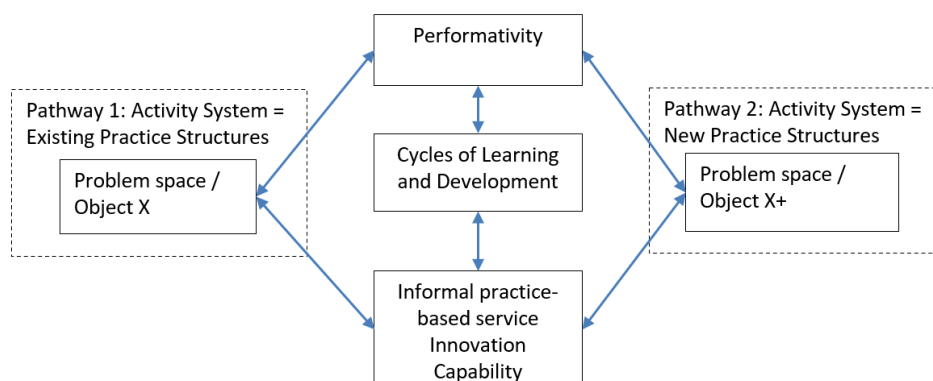 Performativity
Pathway 1: Activity System =
Existing Practice Structures
Problem space /
Object X
Cycles of Learning
and Development
Pathway 2: Activity System =
New Practice Structures
Problem space /
Object X+
Informal practice-
based service
Innovation
Capability